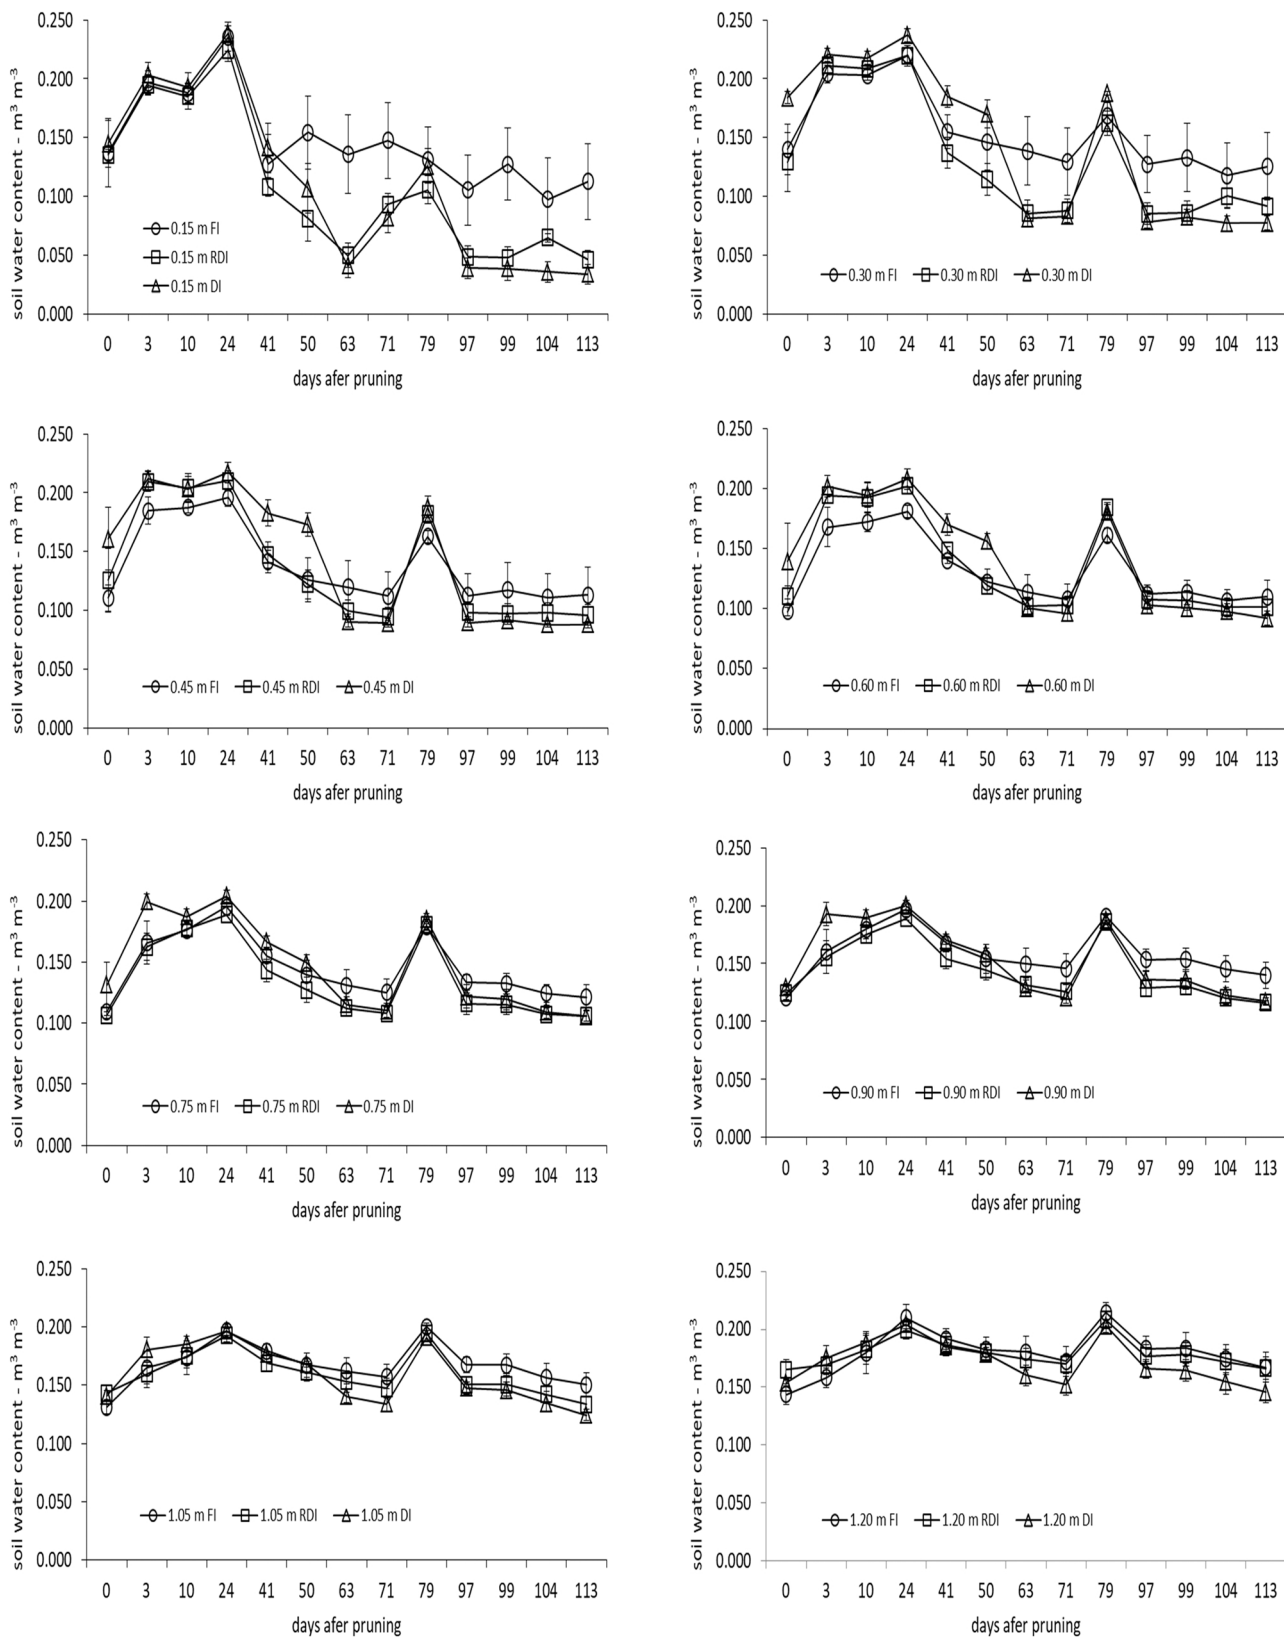 soil water content - m³ m⁻³
0.250
0.200
0.150
0.100
0.050
0.000
0.15 m FI
0.15 m RDI
0.15 m DI
0 3 10 24 41 50 63 71 79 97 99 104 113
days afer pruning
soil water content - m³ m⁻³
0.250
0.200
0.150
0.100
0.050
0.000
0.30 m FI 0.30 m RDI 0.30 m DI
0 3 10 24 41 50 63 71 79 97 99 104 113
days afer pruning
soil water content - m³ m⁻³
0.250
0.200
0.150
0.100
0.050
0.000
0.45 m FI 0.45 m RDI 0.45 m DI
0 3 10 24 41 50 63 71 79 97 99 104 113
days afer pruning
soil water content - m³ m⁻³
0.250
0.200
0.150
0.100
0.050
0.000
0.60 m FI 0.60 m RDI 0.60 m DI
0 3 10 24 41 50 63 71 79 97 99 104 113
days afer pruning
soil water content - m³ m⁻³
0.250
0.200
0.150
0.100
0.050
0.000
0.75 m FI 0.75 m RDI 0.75 m DI
0 3 10 24 41 50 63 71 79 97 99 104 113
days afer pruning
soil water content - m³ m⁻³
0.250
0.200
0.150
0.100
0.050
0.000
0.90 m FI 0.90 m RDI 0.90 m DI
0 3 10 24 41 50 63 71 79 97 99 104 113
days afer pruning
soil water content - m³ m⁻³
0.250
0.200
0.150
0.100
0.050
0.000
1.05 m FI 1.05 m RDI 1.05 m DI
0 3 10 24 41 50 63 71 79 97 99 104 113
days afer pruning
soil water content - m³ m⁻³
0.250
0.200
0.150
0.100
0.050
0.000
1.20 m FI 1.20 m RDI 1.20 m DI
0 3 10 24 41 50 63 71 79 97 99 104 113
days afer pruning